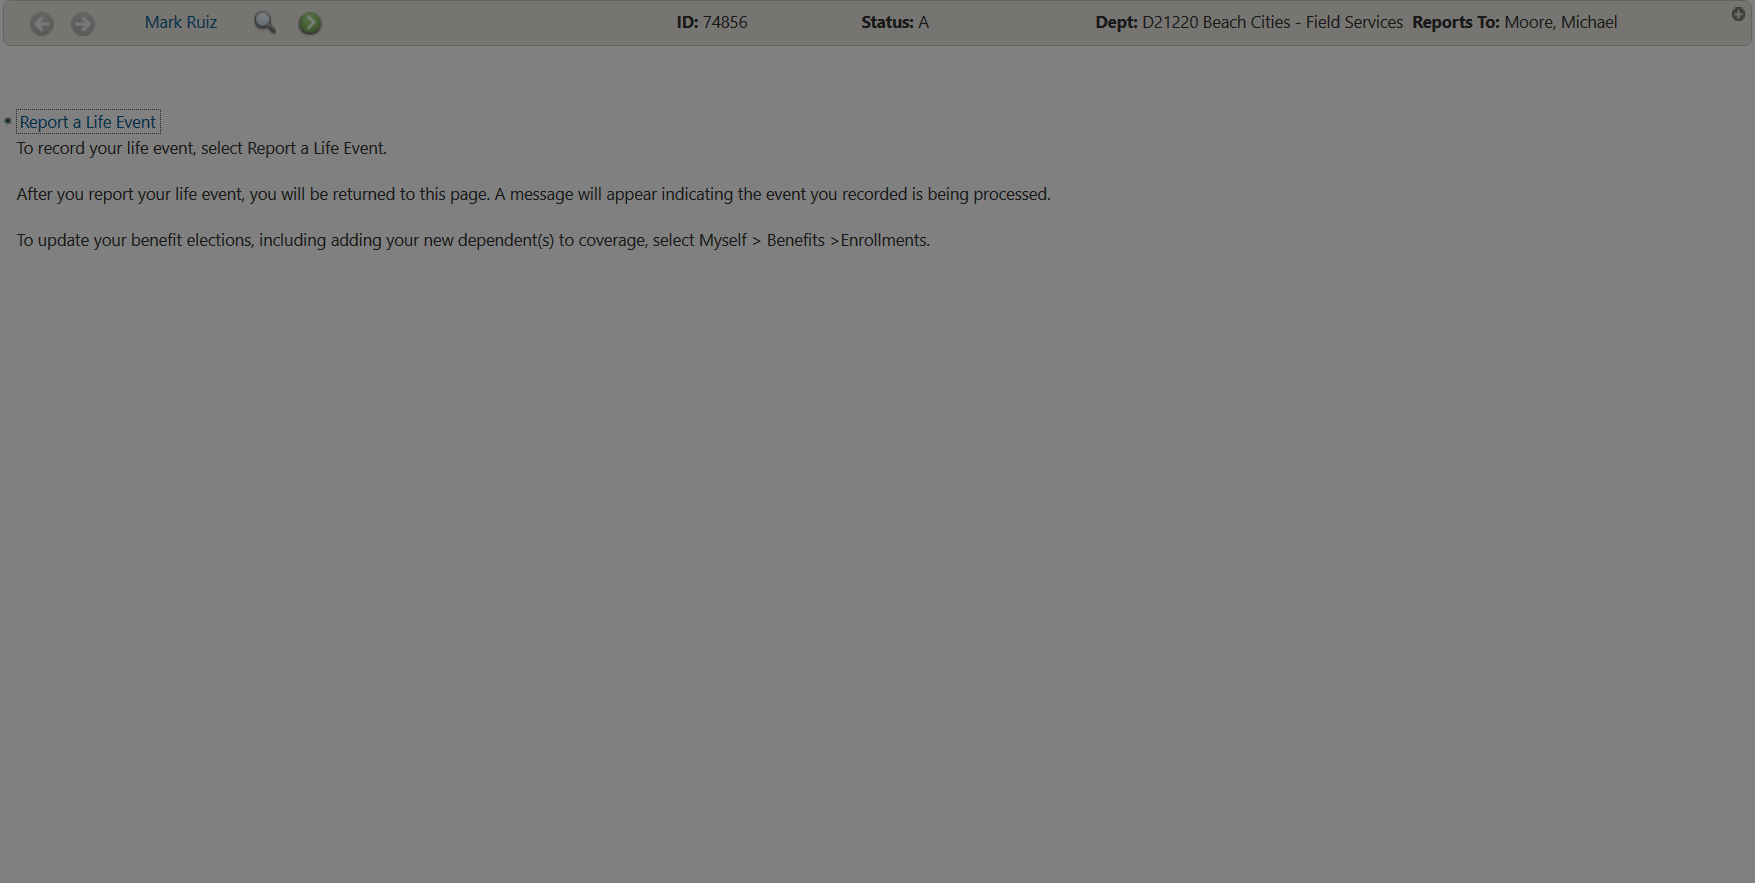 Mark Ruiz ID: 74856 Status: A Dept: D21220 Beach Cities - Field Services Reports To: Moore, Michael
Report a Life Event
To record your life event, select Report a Life Event.
After you report your life event, you will be returned to this page. A message will appear indicating the event you recorded is being processed.
To update your benefit elections, including adding your new dependent(s) to coverage, select Myself > Benefits >Enrollments.